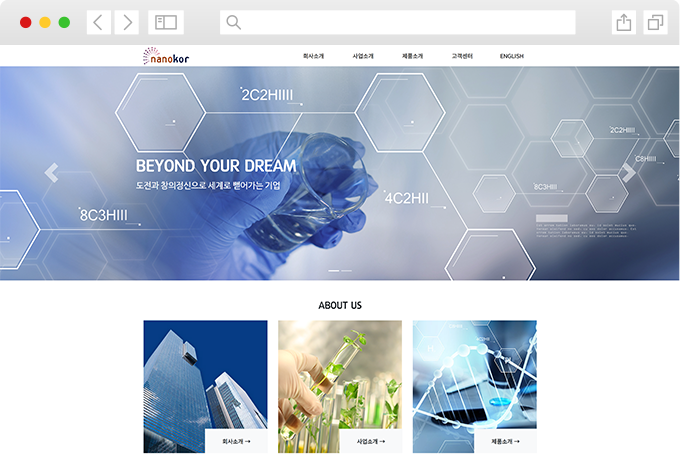 nanokor
회사소개 사업소개 제품소개 고객센터 ENGLISH
2C2HIIII
2C2HIIII
C8HIII
BEYOND YOUR DREAM
도전과 창의정신으로 세계로 뻗어가는 기업
8C3HIII
4C2HII
8C3HIII
ABOUT US
회사소개 →
사업소개 →
제품소개 →